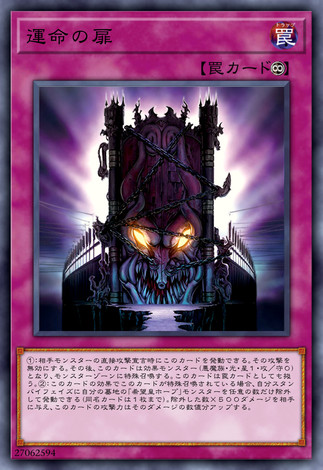 運命の扉
トラップ
罠
【罠カード】
①:相手モンスターの直接攻撃宣言時にこのカードを発動できる。その攻撃を
無効にする。その後、このカードは効果モンスター(悪魔族・光・星1・攻/守0)
となり、モンスターゾーンに特殊召喚する。このカードは罠カードとしても扱
う。②:このカードの効果でこのカードが特殊召喚されている場合、自分スタン
バイフェイズに自分の墓地の「希望皇ホープ」モンスターを任意の数だけ除外
して発動できる(同名カードは1枚まで)。除外した数×500ダメージを相手
に与え、このカードの攻撃力はそのダメージの数値分アップする。
27062594